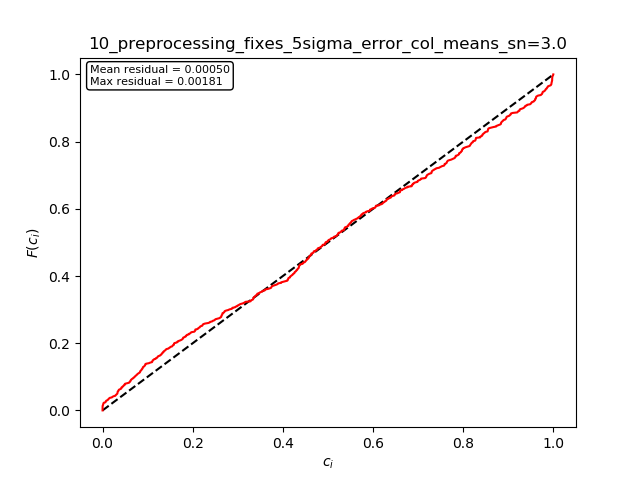 10_preprocessing_fixes_5sigma_error_col_means_sn=3.0
Mean residual = 0.00050
Max residual = 0.00181
1.0
0.8
0.6
0.4
0.2
0.0
F(c_i)
0.0 0.2 0.4 0.6 0.8 1.0
c_i